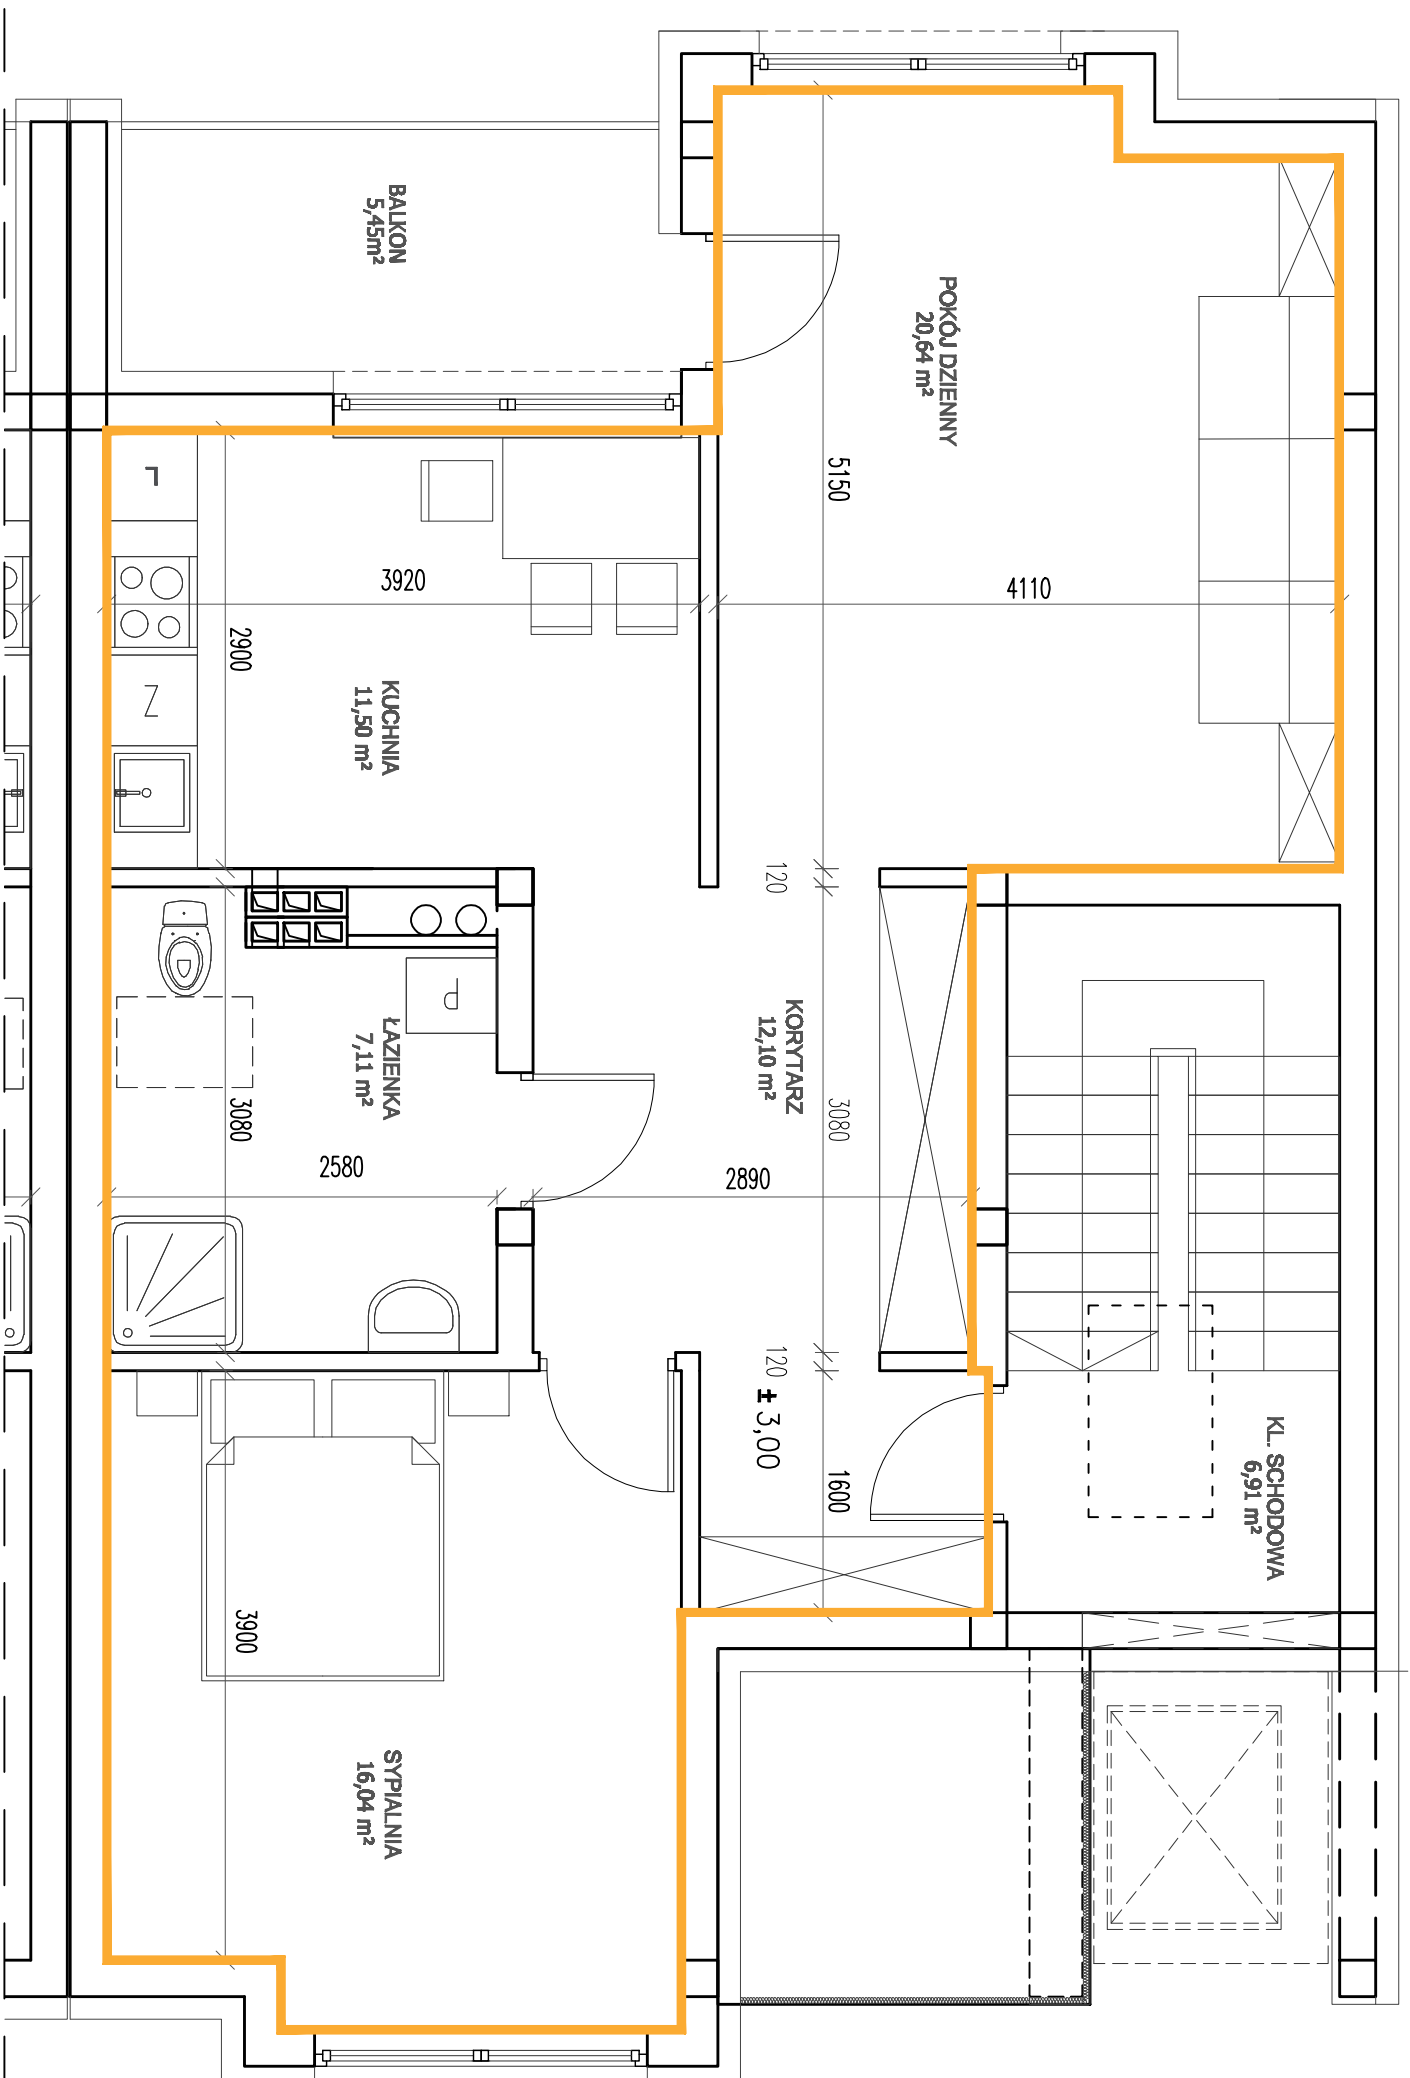 BALKON
5,45m²
POKÓJ DZIENNY
20,64 m²
5150
4110
3920
2900
L
Z
KUCHNIA
11,50 m²
120
P
ŁAZIENKA
7,11 m²
3080
2580
KORYTARZ
12,10 m²
3080
2890
120
± 3,00
1600
KL. SCHODOWA
6,91 m²
3900
SYPIALNIA
16,04 m²